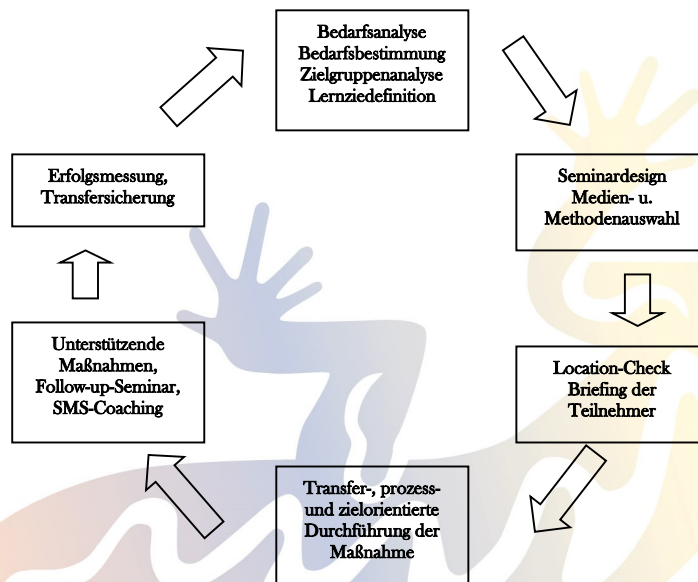 Bedarfsanalyse
Bedarfsbestimmung
Zielgruppenanalyse
Lernziedefinition
Seminardesign
Medien- u.
Methodenauswahl
Location-Check
Briefing der
Teilnehmer
Transfer-, prozess-
und zielorientierte
Durchführung der
Maßnahme
Unterstützende
Maßnahmen,
Follow-up-Seminar,
SMS-Coaching
Erfolgsmessung,
Transfersicherung